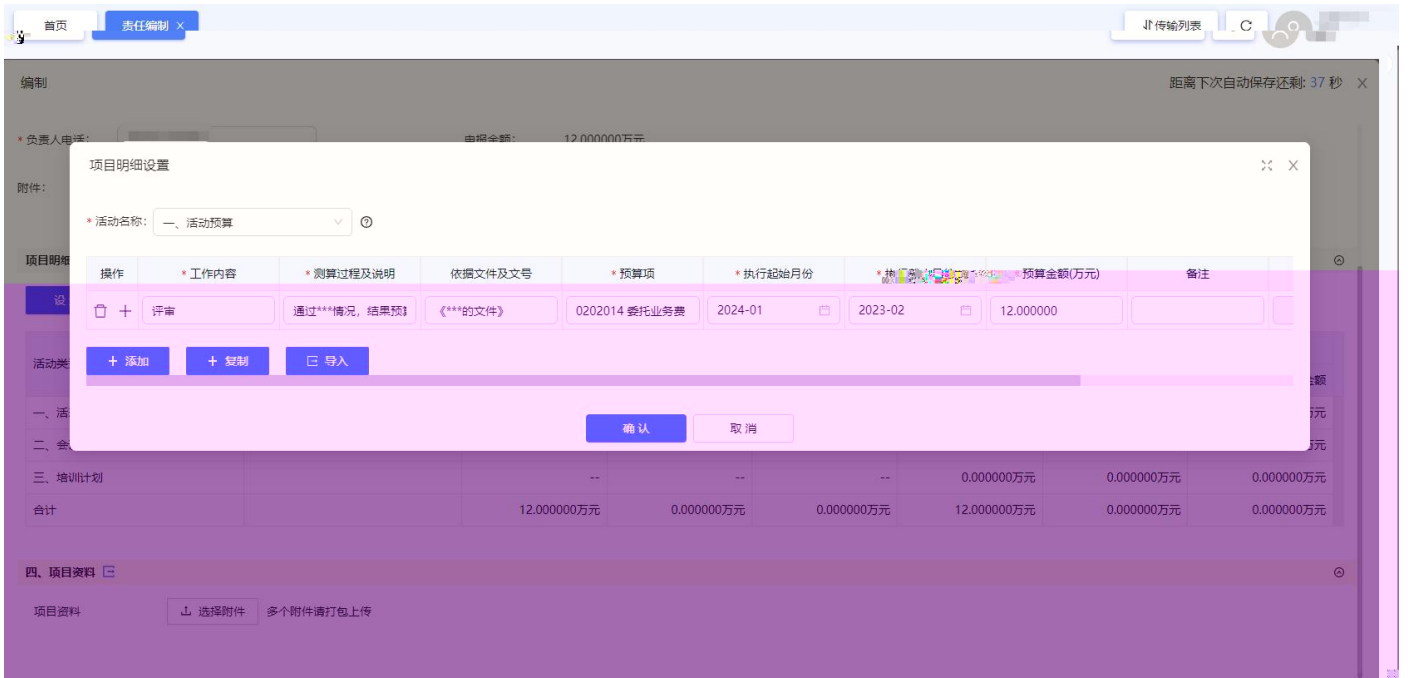 首页
责任编制 ×
传输列表
编制
距离下次自动保存还剩: 37 秒
* 负责人电话:
申报金额: 12.000000万元
附件:
项目明细设置
* 活动名称: 一、活动预算
项目明细
操作 * 工作内容 * 测算过程及说明 依据文件及文号 * 预算项 * 执行起始月份 * 预算金额(万元) 备注
设
评审 通过***情况，结果预 《***的文件》 0202014 委托业务费 2024-01 2023-02 12.000000
活动类
+ 添加 + 复制 导入
金额
一、活
万元
确 认 取 消
二、会
万元
三、培训计划 -- -- -- 0.000000万元 0.000000万元 0.000000万元
合计 12.000000万元 0.000000万元 0.000000万元 12.000000万元 0.000000万元 0.000000万元
四、项目资料
项目资料 选择附件 多个附件请打包上传